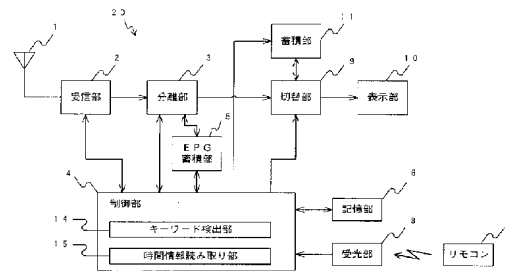 20
1
2
3
11
蓄積部
9
10
受信部
分離部
切替部
表示部
5
EPG
蓄積部
4
制御部
6
14
キーワード検出部
記憶部
8
15
時間情報読み取り部
受光部
リモコン